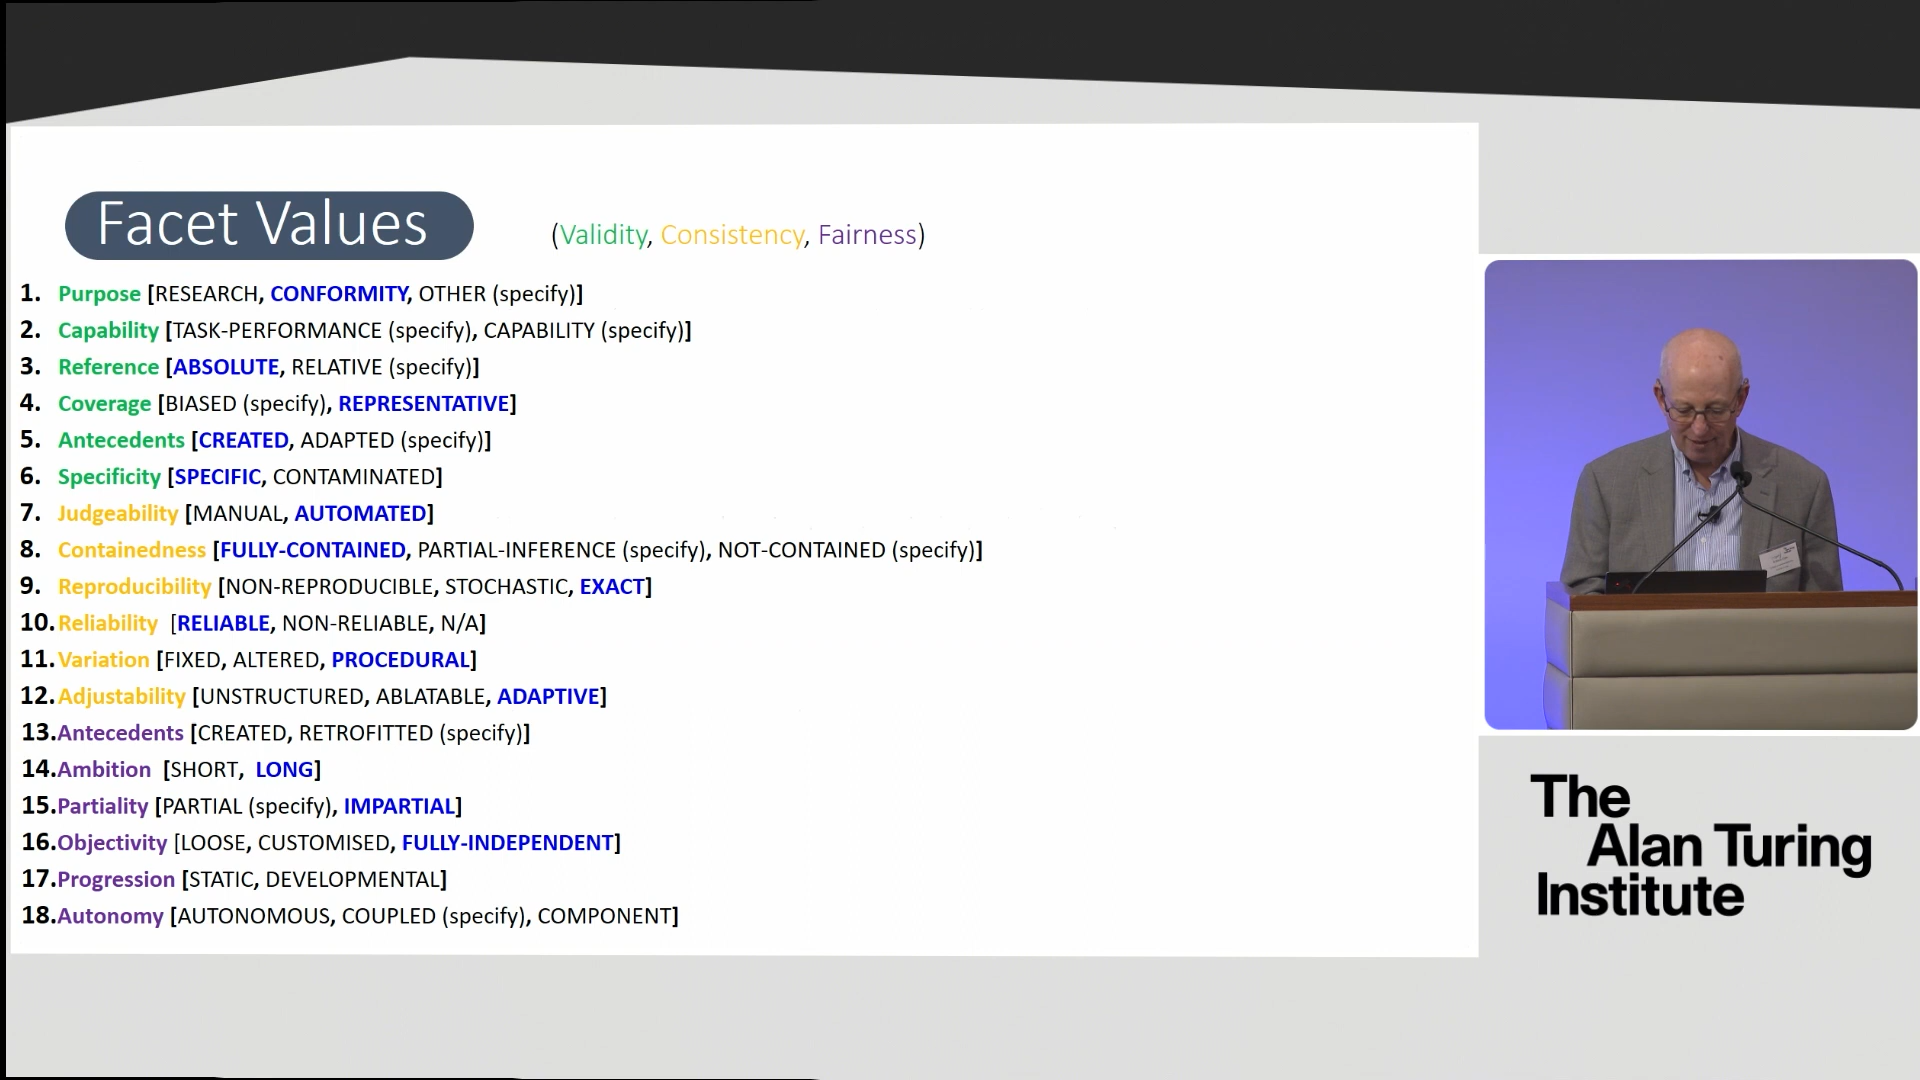 Facet Values (Validity, Consistency, Fairness)
1. Purpose [RESEARCH, CONFORMITY, OTHER (specify)]
2. Capability [TASK-PERFORMANCE (specify), CAPABILITY (specify)]
3. Reference [ABSOLUTE, RELATIVE (specify)]
4. Coverage [BIASED (specify), REPRESENTATIVE]
5. Antecedents [CREATED, ADAPTED (specify)]
6. Specificity [SPECIFIC, CONTAMINATED]
7. Judgeability [MANUAL, AUTOMATED]
8. Containedness [FULLY-CONTAINED, PARTIAL-INFERENCE (specify), NOT-CONTAINED (specify)]
9. Reproducibility [NON-REPRODUCIBLE, STOCHASTIC, EXACT]
10. Reliability [RELIABLE, NON-RELIABLE, N/A]
11. Variation [FIXED, ALTERED, PROCEDURAL]
12. Adjustability [UNSTRUCTURED, ABLATABLE, ADAPTIVE]
13. Antecedents [CREATED, RETROFITTED (specify)]
14. Ambition [SHORT, LONG]
15. Partiality [PARTIAL (specify), IMPARTIAL]
16. Objectivity [LOOSE, CUSTOMISED, FULLY-INDEPENDENT]
17. Progression [STATIC, DEVELOPMENTAL]
18. Autonomy [AUTONOMOUS, COUPLED (specify), COMPONENT]
The
Alan Turing
Institute